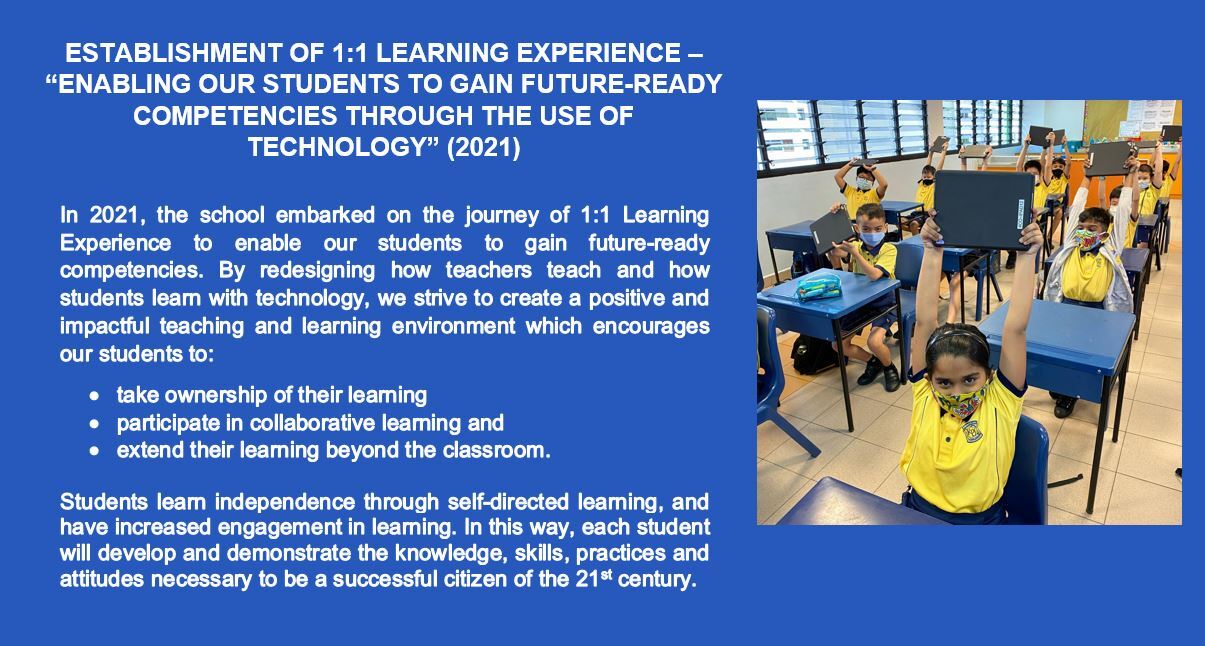 ESTABLISHMENT OF 1:1 LEARNING EXPERIENCE –
“ENABLING OUR STUDENTS TO GAIN FUTURE-READY
COMPETENCIES THROUGH THE USE OF
TECHNOLOGY” (2021)
In 2021, the school embarked on the journey of 1:1 Learning
Experience to enable our students to gain future-ready
competencies. By redesigning how teachers teach and how
students learn with technology, we strive to create a positive and
impactful teaching and learning environment which encourages
our students to:
• take ownership of their learning
• participate in collaborative learning and
• extend their learning beyond the classroom.
Students learn independence through self-directed learning, and
have increased engagement in learning. In this way, each student
will develop and demonstrate the knowledge, skills, practices and
attitudes necessary to be a successful citizen of the 21st century.